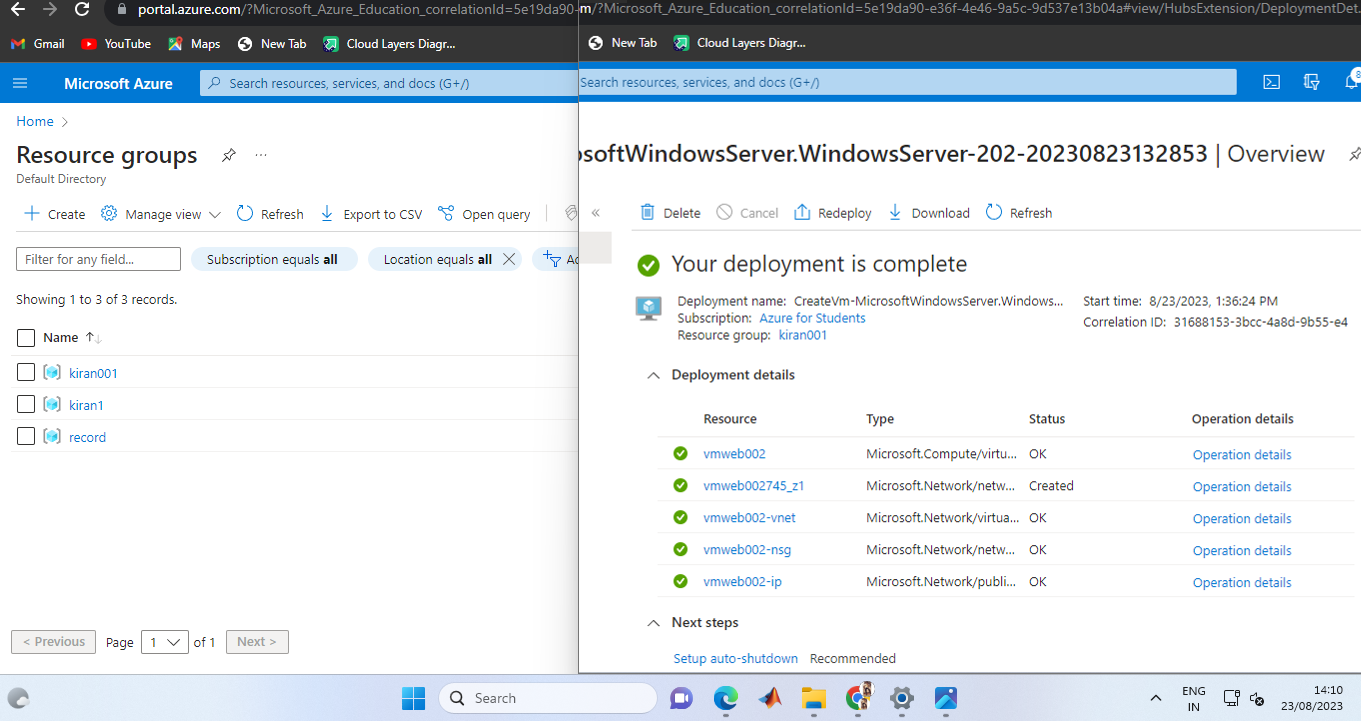 portal.azure.com/?Microsoft_Azure_Education_correlationId=5e19da90-
Gmail YouTube Maps New Tab Cloud Layers Diagr...
Microsoft Azure Search resources, services, and docs (G+/)
Home >
Resource groups ...
Default Directory
Create Manage view Refresh Export to CSV Open query
Filter for any field... Subscription equals all Location equals all
Showing 1 to 3 of 3 records.
Name ↑↓
kiran001
kiran1
record
< Previous Page 1 of 1 Next >
m/?Microsoft_Azure_Education_correlationId=5e19da90-e36f-4e46-9a5c-9d537e13b04a#view/HubsExtension/DeploymentDet.
New Tab Cloud Layers Diagr...
Search resources, services, and docs (G+/)
osoftWindowsServer.WindowsServer-202-20230823132853 | Overview
« Delete Cancel Redeploy Download Refresh
Your deployment is complete
Deployment name: CreateVm-MicrosoftWindowsServer.Windows... Start time: 8/23/2023, 1:36:24 PM
Subscription: Azure for Students Correlation ID: 31688153-3bcc-4a8d-9b55-e4
Resource group: kiran001
Deployment details
Resource Type Status Operation details
vmweb002 Microsoft.Compute/virtu... OK Operation details
vmweb002745_z1 Microsoft.Network/netw... Created Operation details
vmweb002-vnet Microsoft.Network/virtua... OK Operation details
vmweb002-nsg Microsoft.Network/netw... OK Operation details
vmweb002-ip Microsoft.Network/publi... OK Operation details
Next steps
Setup auto-shutdown Recommended
Search
ENG
IN
14:10
23/08/2023